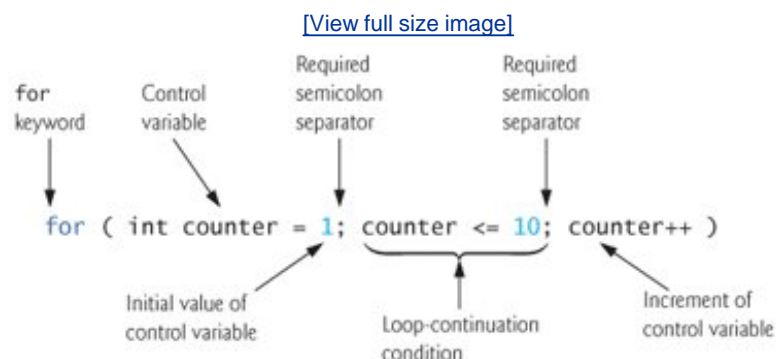 [View full size image]
Required semicolon separator
Required semicolon separator
for keyword
Control variable
for ( int counter = 1; counter <= 10; counter++ )
Initial value of control variable
Loop-continuation condition
Increment of control variable